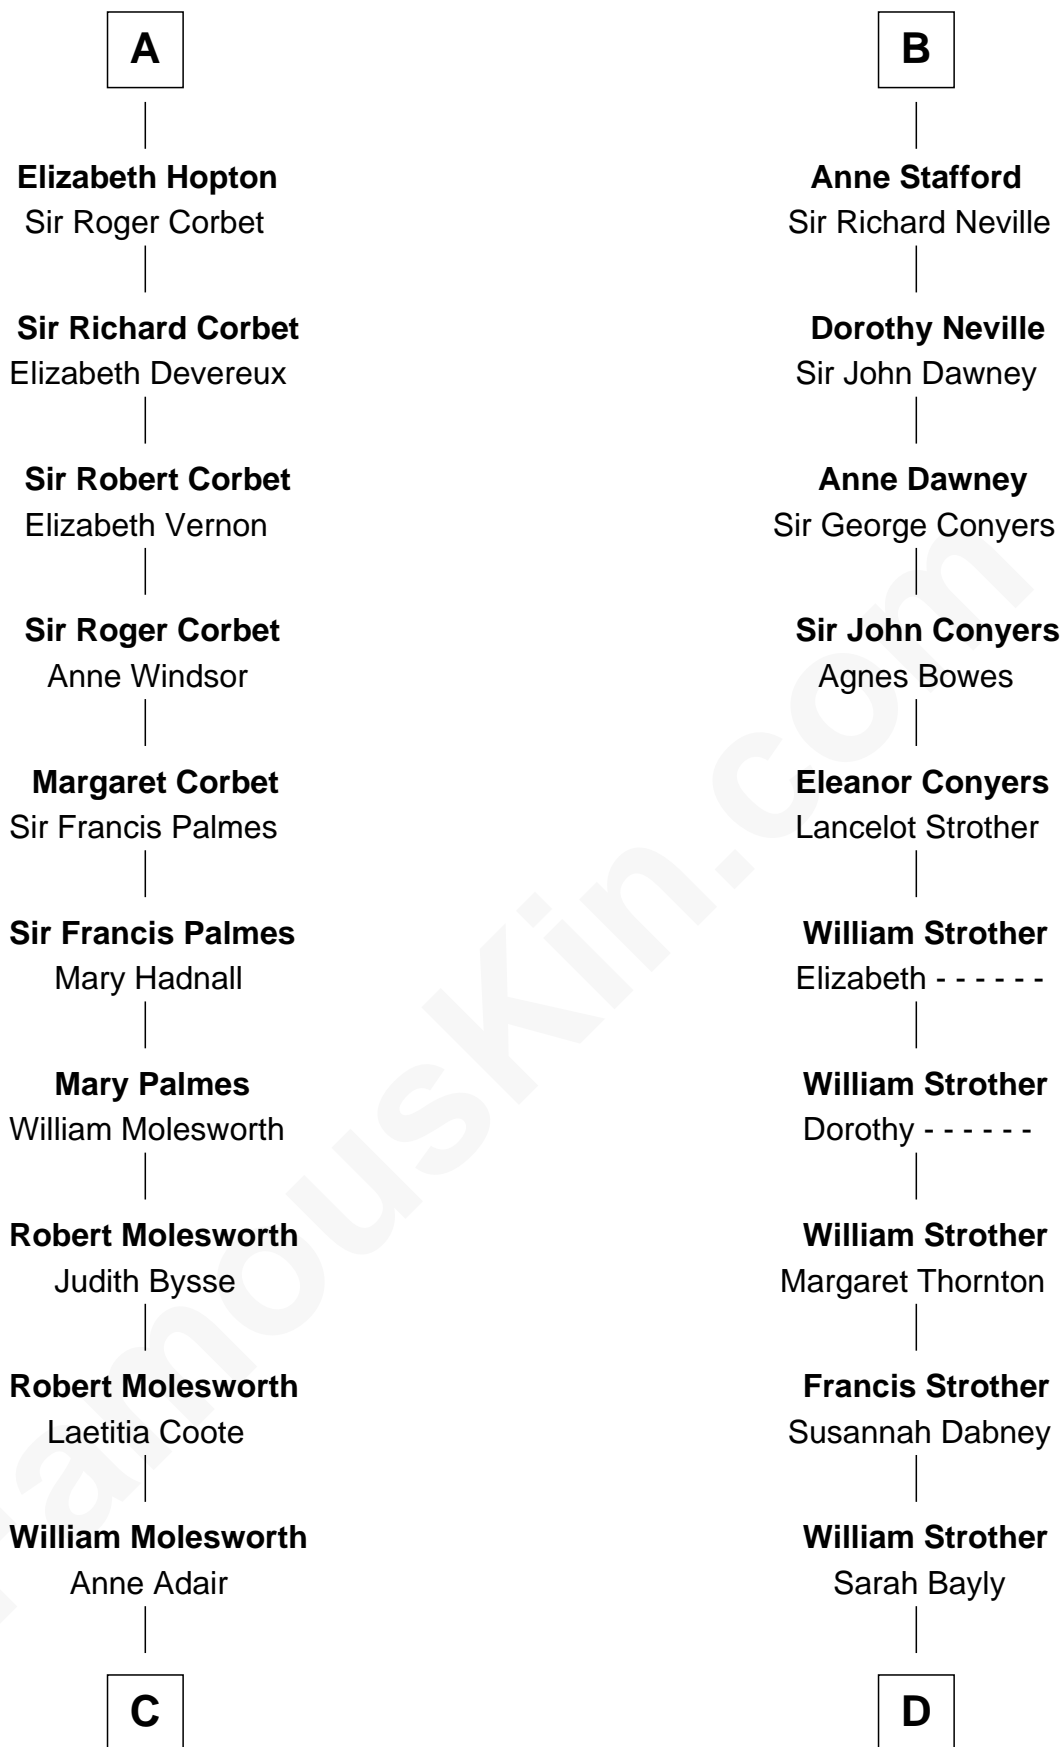 A
Elizabeth Hopton
Sir Roger Corbet
Sir Richard Corbet
Elizabeth Devereux
Sir Robert Corbet
Elizabeth Vernon
Sir Roger Corbet
Anne Windsor
Margaret Corbet
Sir Francis Palmes
Sir Francis Palmes
Mary Hadnall
Mary Palmes
William Molesworth
Robert Molesworth
Judith Bysse
Robert Molesworth
Laetitia Coote
William Molesworth
Anne Adair
C
B
Anne Stafford
Sir Richard Neville
Dorothy Neville
Sir John Dawney
Anne Dawney
Sir George Conyers
Sir John Conyers
Agnes Bowes
Eleanor Conyers
Lancelot Strother
William Strother
Elizabeth - - - - - -
William Strother
Dorothy - - - - - -
William Strother
Margaret Thornton
Francis Strother
Susannah Dabney
William Strother
Sarah Bayly
D
FamousKin.com